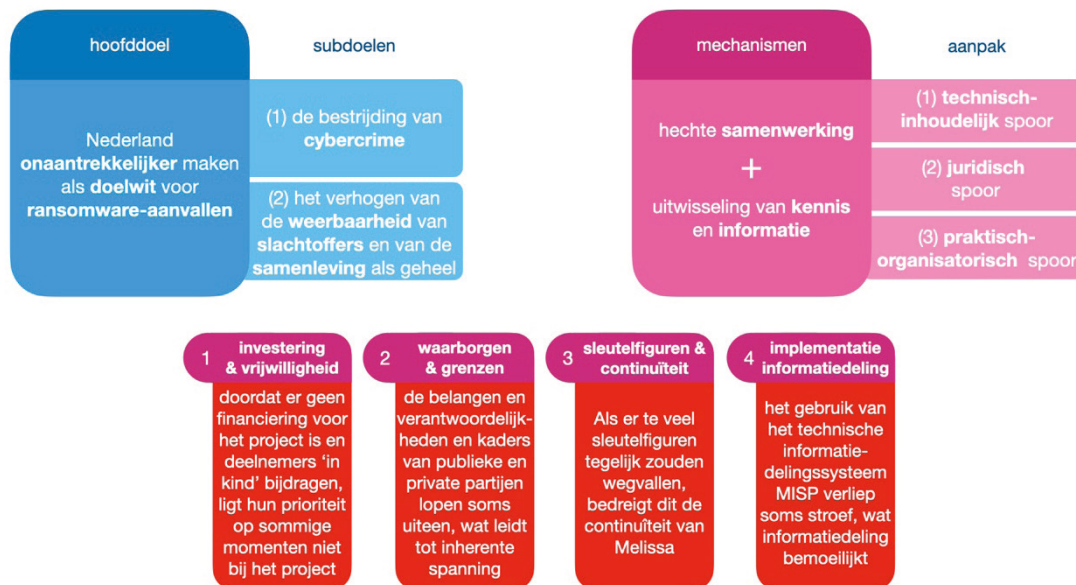 hoofddoel
subdoelen
Nederland
onaantrekkelijker maken
als doelwit voor
ransomware-aanvallen
(1) de bestrijding van
cybercrime
(2) het verhogen van
de weerbaarheid van
slachtoffers en van de
samenleving als geheel
mechanismen
aanpak
hechte samenwerking
+
uitwisseling van kennis
en informatie
(1) technisch-
inhoudelijk spoor
(2) juridisch
spoor
(3) praktisch-
organisatorisch spoor
1
investering
& vrijwilligheid
doordat er geen
financiering voor
het project is en
deelnemers ‘in
kind’ bijdragen,
ligt hun prioriteit
op sommige
momenten niet
bij het project
2
waarborgen
& grenzen
de belangen en
verantwoordelijk-
heden en kaders
van publieke en
private partijen
lopen soms
uiteen, wat leidt
tot inherente
spanning
3
sleutelfiguren &
continuïteit
Als er te veel
sleutelfiguren
tegelijk zouden
wegvallen,
bedreigt dit de
continuïteit van
Melissa
4
implementatie
informatiedeling
het gebruik van
het technische
informatie-
delingssysteem
MISP verliep
soms stroef, wat
informatiedeling
bemoeilijkt